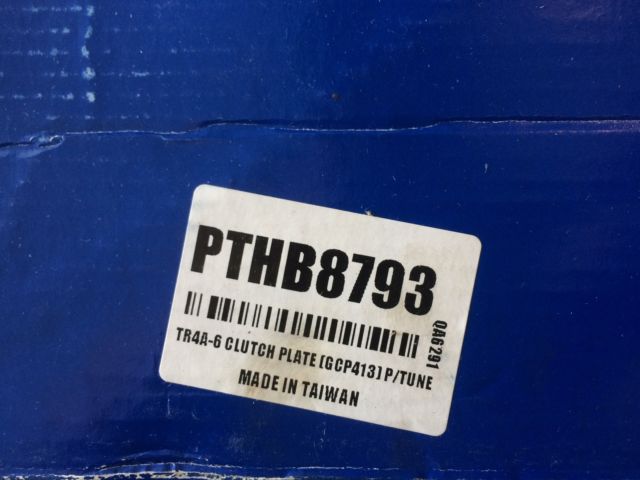 PTHB8793
QA6291
TR4A-6 CLUTCH PLATE (GCP413) P/TUNE
MADE IN TAIWAN